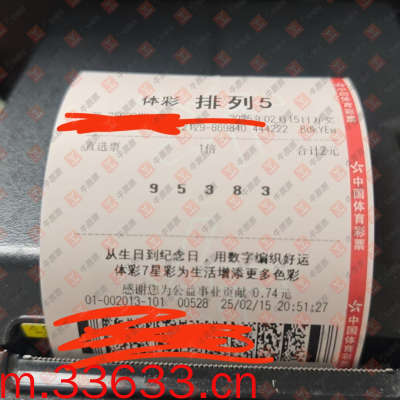 体彩 排列5
444222
直选票 1倍 合计2元
9 5 3 8 3
从生日到纪念日，用数字编织好运
体彩7星彩为生活增添更多色彩
感谢您为公益事业贡献 0.74元
01-002013-101 00528 25/02/15 20:51:27
中国体育彩票
中国体育彩票
m.33633.cn